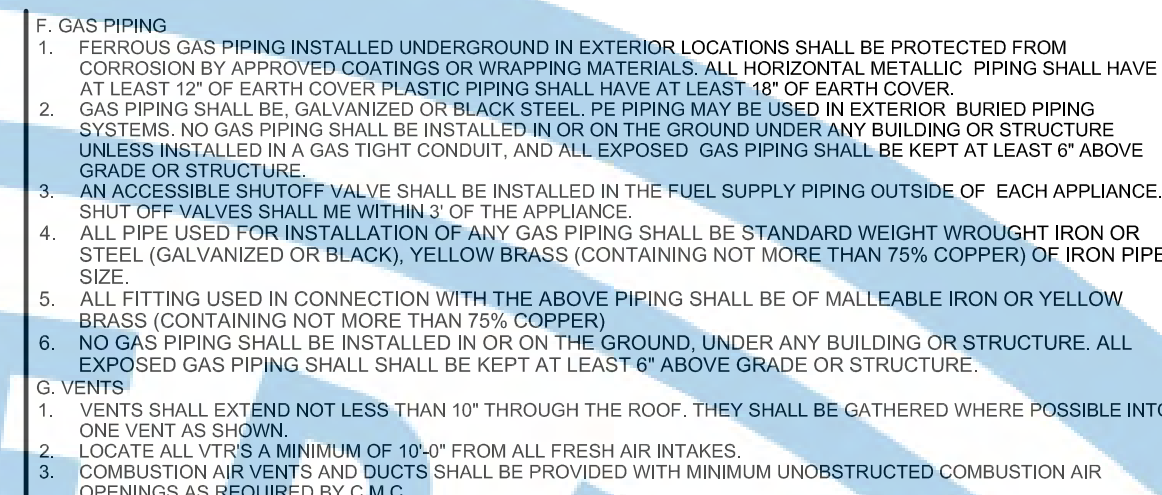 F. GAS PIPING
1. FERROUS GAS PIPING INSTALLED UNDERGROUND IN EXTERIOR LOCATIONS SHALL BE PROTECTED FROM
CORROSION BY APPROVED COATINGS OR WRAPPING MATERIALS. ALL HORIZONTAL METALLIC PIPING SHALL HAVE
AT LEAST 12" OF EARTH COVER PLASTIC PIPING SHALL HAVE AT LEAST 18" OF EARTH COVER.
2. GAS PIPING SHALL BE, GALVANIZED OR BLACK STEEL. PE PIPING MAY BE USED IN EXTERIOR BURIED PIPING
SYSTEMS. NO GAS PIPING SHALL BE INSTALLED IN OR ON THE GROUND UNDER ANY BUILDING OR STRUCTURE
UNLESS INSTALLED IN A GAS TIGHT CONDUIT, AND ALL EXPOSED GAS PIPING SHALL BE KEPT AT LEAST 6" ABOVE
GRADE OR STRUCTURE.
3. AN ACCESSIBLE SHUTOFF VALVE SHALL BE INSTALLED IN THE FUEL SUPPLY PIPING OUTSIDE OF EACH APPLIANCE.
SHUT OFF VALVES SHALL ME WITHIN 3' OF THE APPLIANCE.
4. ALL PIPE USED FOR INSTALLATION OF ANY GAS PIPING SHALL BE STANDARD WEIGHT WROUGHT IRON OR
STEEL (GALVANIZED OR BLACK), YELLOW BRASS (CONTAINING NOT MORE THAN 75% COPPER) OF IRON PIPE
SIZE.
5. ALL FITTING USED IN CONNECTION WITH THE ABOVE PIPING SHALL BE OF MALLEABLE IRON OR YELLOW
BRASS (CONTAINING NOT MORE THAN 75% COPPER)
6. NO GAS PIPING SHALL BE INSTALLED IN OR ON THE GROUND, UNDER ANY BUILDING OR STRUCTURE. ALL
EXPOSED GAS PIPING SHALL SHALL BE KEPT AT LEAST 6" ABOVE GRADE OR STRUCTURE.
G. VENTS
1. VENTS SHALL EXTEND NOT LESS THAN 10" THROUGH THE ROOF. THEY SHALL BE GATHERED WHERE POSSIBLE INTO
ONE VENT AS SHOWN.
2. LOCATE ALL VTR'S A MINIMUM OF 10'-0" FROM ALL FRESH AIR INTAKES.
3. COMBUSTION AIR VENTS AND DUCTS SHALL BE PROVIDED WITH MINIMUM UNOBSTRUCTED COMBUSTION AIR
OPENINGS AS REQUIRED BY C.M.C.